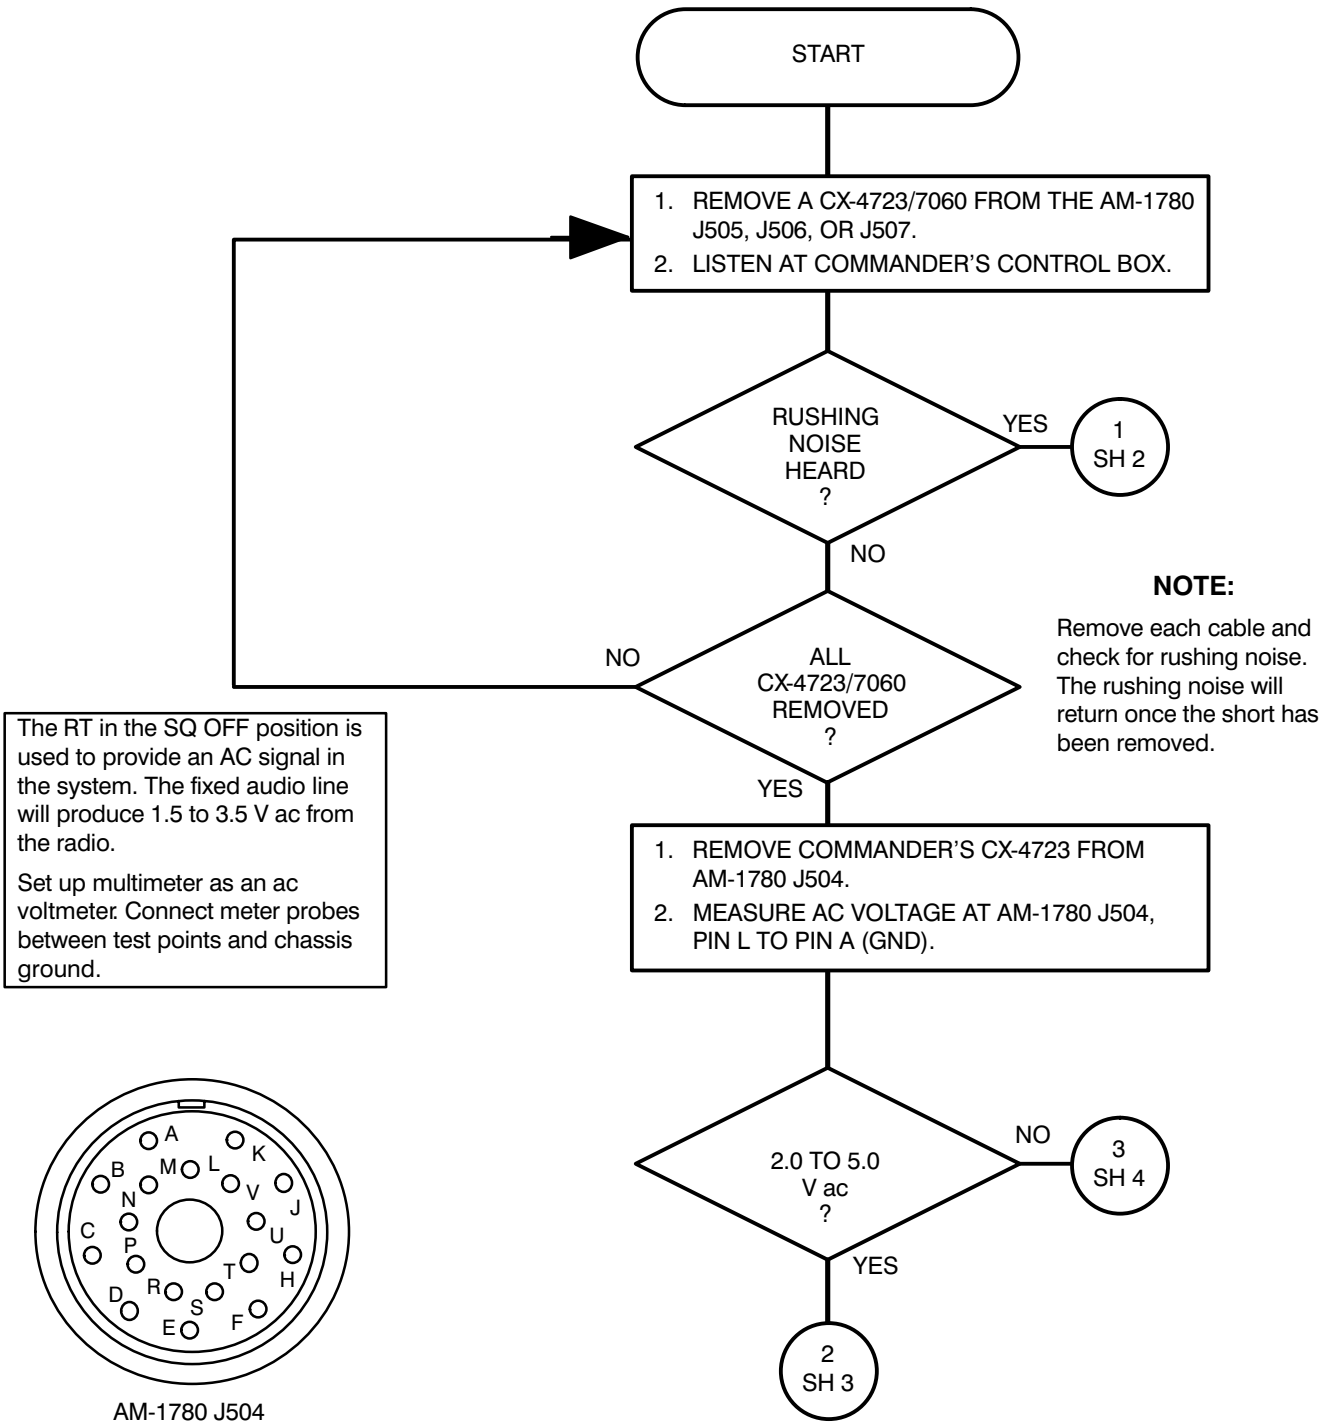 START
1. REMOVE A CX-4723/7060 FROM THE AM-1780
J505, J506, OR J507.
2. LISTEN AT COMMANDER'S CONTROL BOX.
RUSHING
NOISE
HEARD
?
YES
1
SH 2
NO
NOTE:
Remove each cable and
check for rushing noise.
The rushing noise will
return once the short has
been removed.
ALL
CX-4723/7060
REMOVED
?
NO
YES
The RT in the SQ OFF position is
used to provide an AC signal in
the system. The fixed audio line
will produce 1.5 to 3.5 V ac from
the radio.
Set up multimeter as an ac
voltmeter. Connect meter probes
between test points and chassis
ground.
1. REMOVE COMMANDER'S CX-4723 FROM
AM-1780 J504.
2. MEASURE AC VOLTAGE AT AM-1780 J504,
PIN L TO PIN A (GND).
2.0 TO 5.0
V ac
?
NO
3
SH 4
YES
2
SH 3
A
K
B
M
L
N
V
J
C
P
U
T
H
D
R
S
E
F
AM-1780 J504